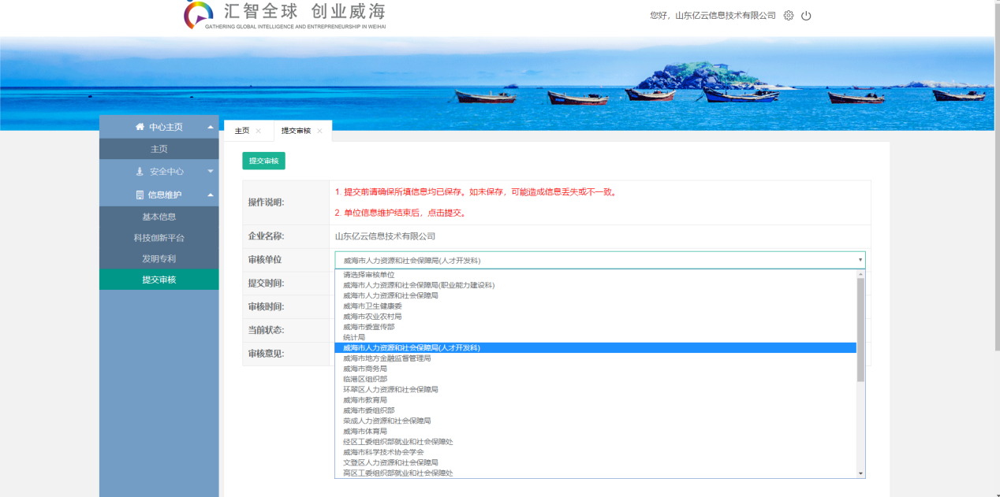 汇智全球 创业威海
GATHERING GLOBAL INTELLIGENCE AND ENTREPRENEURSHIP IN WEIHAI
您好，山东亿云信息技术有限公司
中心主页
主页
安全中心
信息维护
基本信息
科技创新平台
发明专利
提交审核
主页 ×
提交审核 ×
提交审核
操作说明:
1. 提交前请确保所填信息均已保存。如未保存，可能造成信息丢失或不一致。
2. 单位信息维护结束后，点击提交。
企业名称:
山东亿云信息技术有限公司
审核单位
威海市人力资源和社会保障局(人才开发科)
提交时间:
审核时间:
当前状态:
审核意见:
请选择审核单位
威海市人力资源和社会保障局(职业能力建设科)
威海市人力资源和社会保障局
威海市卫生健康委
威海市农业农村局
威海市委宣传部
统计局
威海市人力资源和社会保障局(人才开发科)
威海市地方金融监督管理局
威海市商务局
临港区组织部
环翠区人力资源和社会保障局
威海市教育局
威海市委组织部
荣成人力资源和社会保障局
威海市体育局
经区工委组织部就业和社会保障处
威海市科学技术协会学会
文登区人力资源和社会保障局
高区工委组织部就业和社会保障处